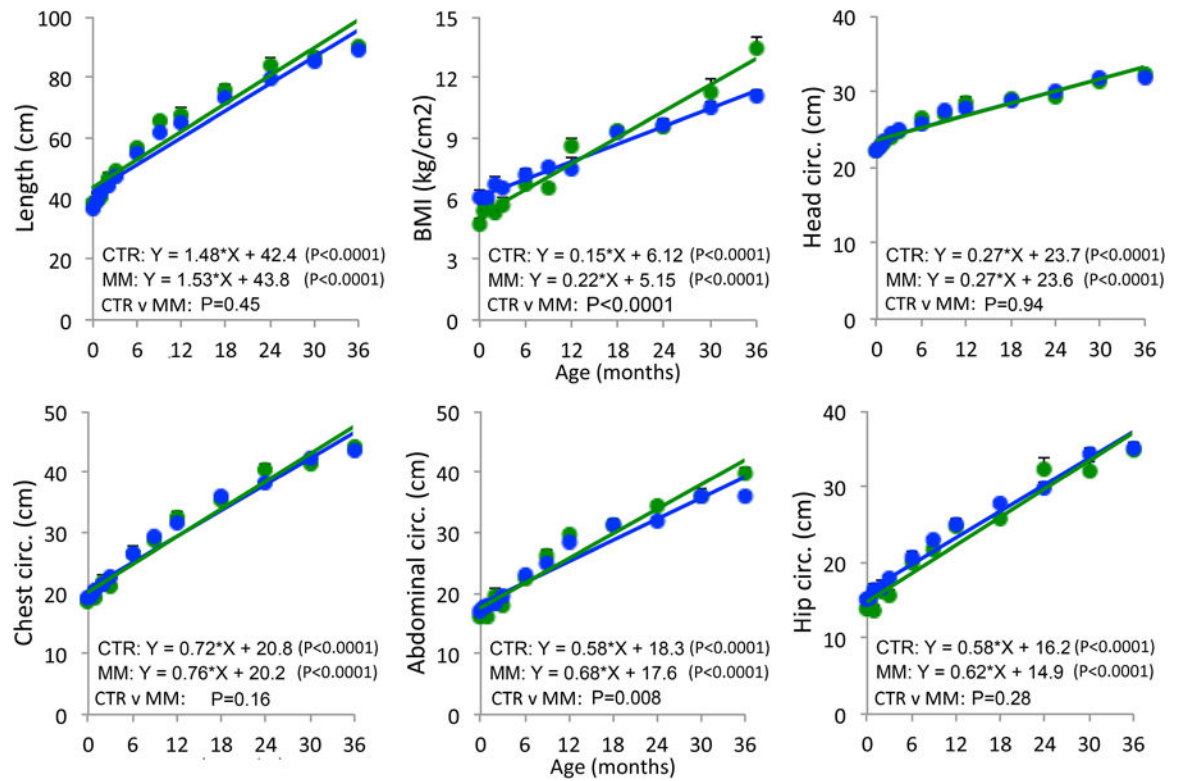 Length (cm)
100
80
60
40
20
0
CTR: Y = 1.48*X + 42.4 (P<0.0001)
MM: Y = 1.53*X + 43.8 (P<0.0001)
CTR v MM: P=0.45
0 6 12 18 24 30 36
BMI (kg/cm2)
15
12
9
6
3
0
CTR: Y = 0.15*X + 6.12 (P<0.0001)
MM: Y = 0.22*X + 5.15 (P<0.0001)
CTR v MM: P<0.0001
0 6 12 18 24 30 36
Age (months)
Head circ. (cm)
40
30
20
10
0
CTR: Y = 0.27*X + 23.7 (P<0.0001)
MM: Y = 0.27*X + 23.6 (P<0.0001)
CTR v MM: P=0.94
0 6 12 18 24 30 36
Chest circ. (cm)
50
40
30
20
10
0
CTR: Y = 0.72*X + 20.8 (P<0.0001)
MM: Y = 0.76*X + 20.2 (P<0.0001)
CTR v MM: P=0.16
0 6 12 18 24 30 36
Abdominal circ. (cm)
50
40
30
20
10
0
CTR: Y = 0.58*X + 18.3 (P<0.0001)
MM: Y = 0.68*X + 17.6 (P<0.0001)
CTR v MM: P=0.008
0 6 12 18 24 30 36
Age (months)
Hip circ. (cm)
40
30
20
10
0
CTR: Y = 0.58*X + 16.2 (P<0.0001)
MM: Y = 0.62*X + 14.9 (P<0.0001)
CTR v MM: P=0.28
0 6 12 18 24 30 36